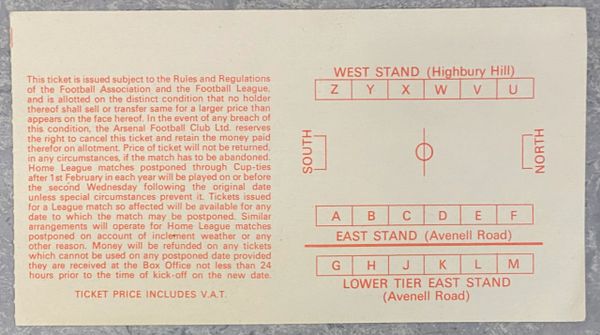 This ticket is issued subject to the Rules and Regulations
of the Football Association and the Football League,
and is allotted on the distinct condition that no holder
thereof shall sell or transfer same for a larger price than
appears on the face hereof. In the event of any breach of
this condition, the Arsenal Football Club Ltd. reserves
the right to cancel this ticket and retain the money paid
therefor on allotment. Price of ticket will not be returned,
in any circumstances, if the match has to be abandoned.
Home League matches postponed through Cup-ties
after 1st February in each year will be played on or before
the second Wednesday following the original date
unless special circumstances prevent it. Tickets issued
for a League match so affected will be available for any
date to which the match may be postponed. Similar
arrangements will operate for Home League matches
postponed on account of inclement weather or any
other reason. Money will be refunded on any tickets
which cannot be used on any postponed date provided
they are received at the Box Office not less than 24
hours prior to the time of kick-off on the new date.
TICKET PRICE INCLUDES V.A.T.
WEST STAND (Highbury Hill)
Z Y X W V U
SOUTH
NORTH
A B C D E F
EAST STAND (Avenell Road)
G H J K L M
LOWER TIER EAST STAND
(Avenell Road)